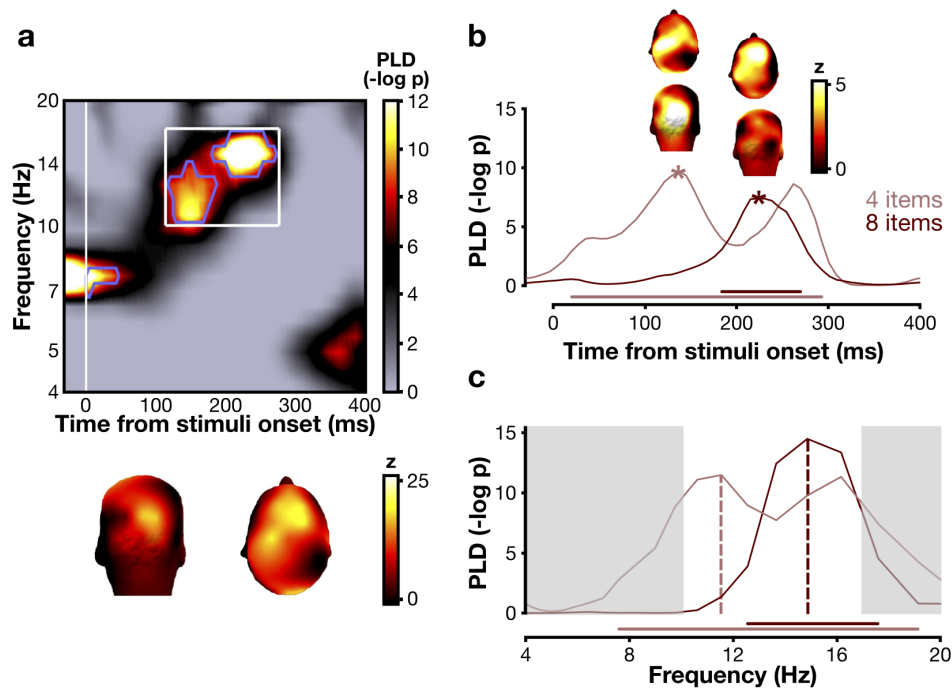 a
PLD
(-log p)
20
14
10
7
5
4
Frequency (Hz)
12
10
8
6
4
2
0
0
100
200
300
400
Time from stimuli onset (ms)
z
25
0
b
z
5
0
15
10
5
0
PLD (-log p)
*
*
4 items
8 items
0
100
200
300
400
Time from stimuli onset (ms)
c
15
10
5
0
PLD (-log p)
4
8
12
16
20
Frequency (Hz)